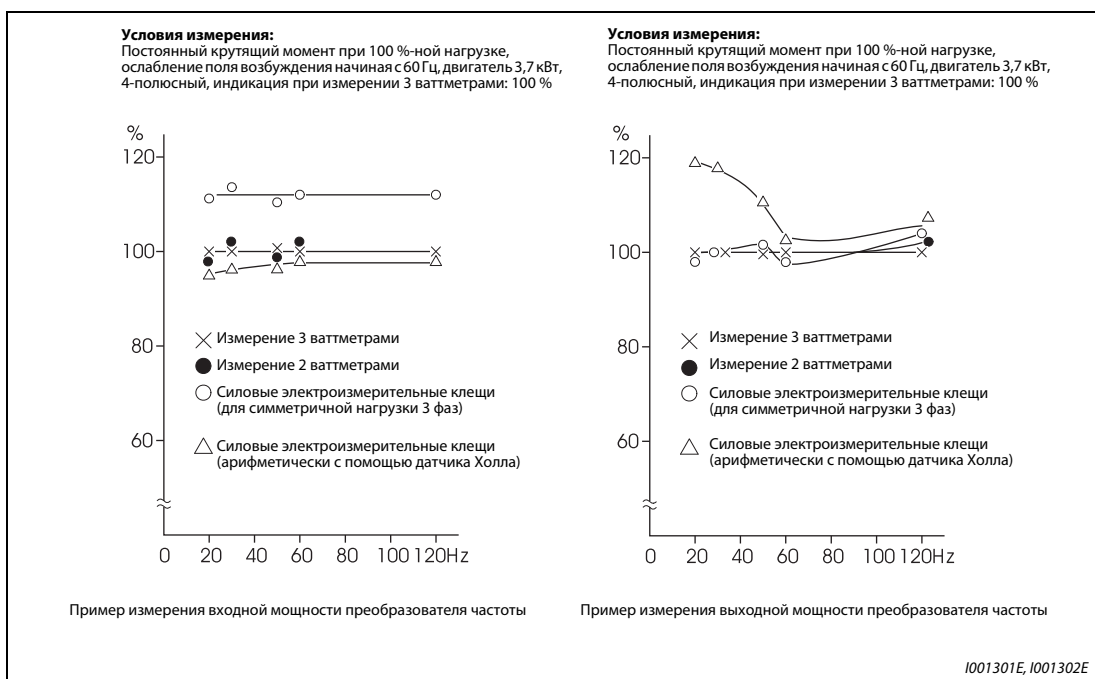 Условия измерения:
Постоянный крутящий момент при 100 %-ной нагрузке,
ослабление поля возбуждения начиная с 60 Гц, двигатель 3,7 кВт,
4-полюсный, индикация при измерении 3 ваттметрами: 100 %
%
120
100
80
60
Измерение 3 ваттметрами
Измерение 2 ваттметрами
Силовые электроизмерительные клещи
(для симметричной нагрузки 3 фаз)
Силовые электроизмерительные клещи
(арифметически с помощью датчика Холла)
0 20 40 60 80 100 120Hz
Пример измерения входной мощности преобразователя частоты
Условия измерения:
Постоянный крутящий момент при 100 %-ной нагрузке,
ослабление поля возбуждения начиная с 60 Гц, двигатель 3,7 кВт,
4-полюсный, индикация при измерении 3 ваттметрами: 100 %
%
120
100
80
60
Измерение 3 ваттметрами
Измерение 2 ваттметрами
Силовые электроизмерительные клещи
(для симметричной нагрузки 3 фаз)
Силовые электроизмерительные клещи
(арифметически с помощью датчика Холла)
0 20 40 60 80 100 120Hz
Пример измерения выходной мощности преобразователя частоты
I001301E, I001302E